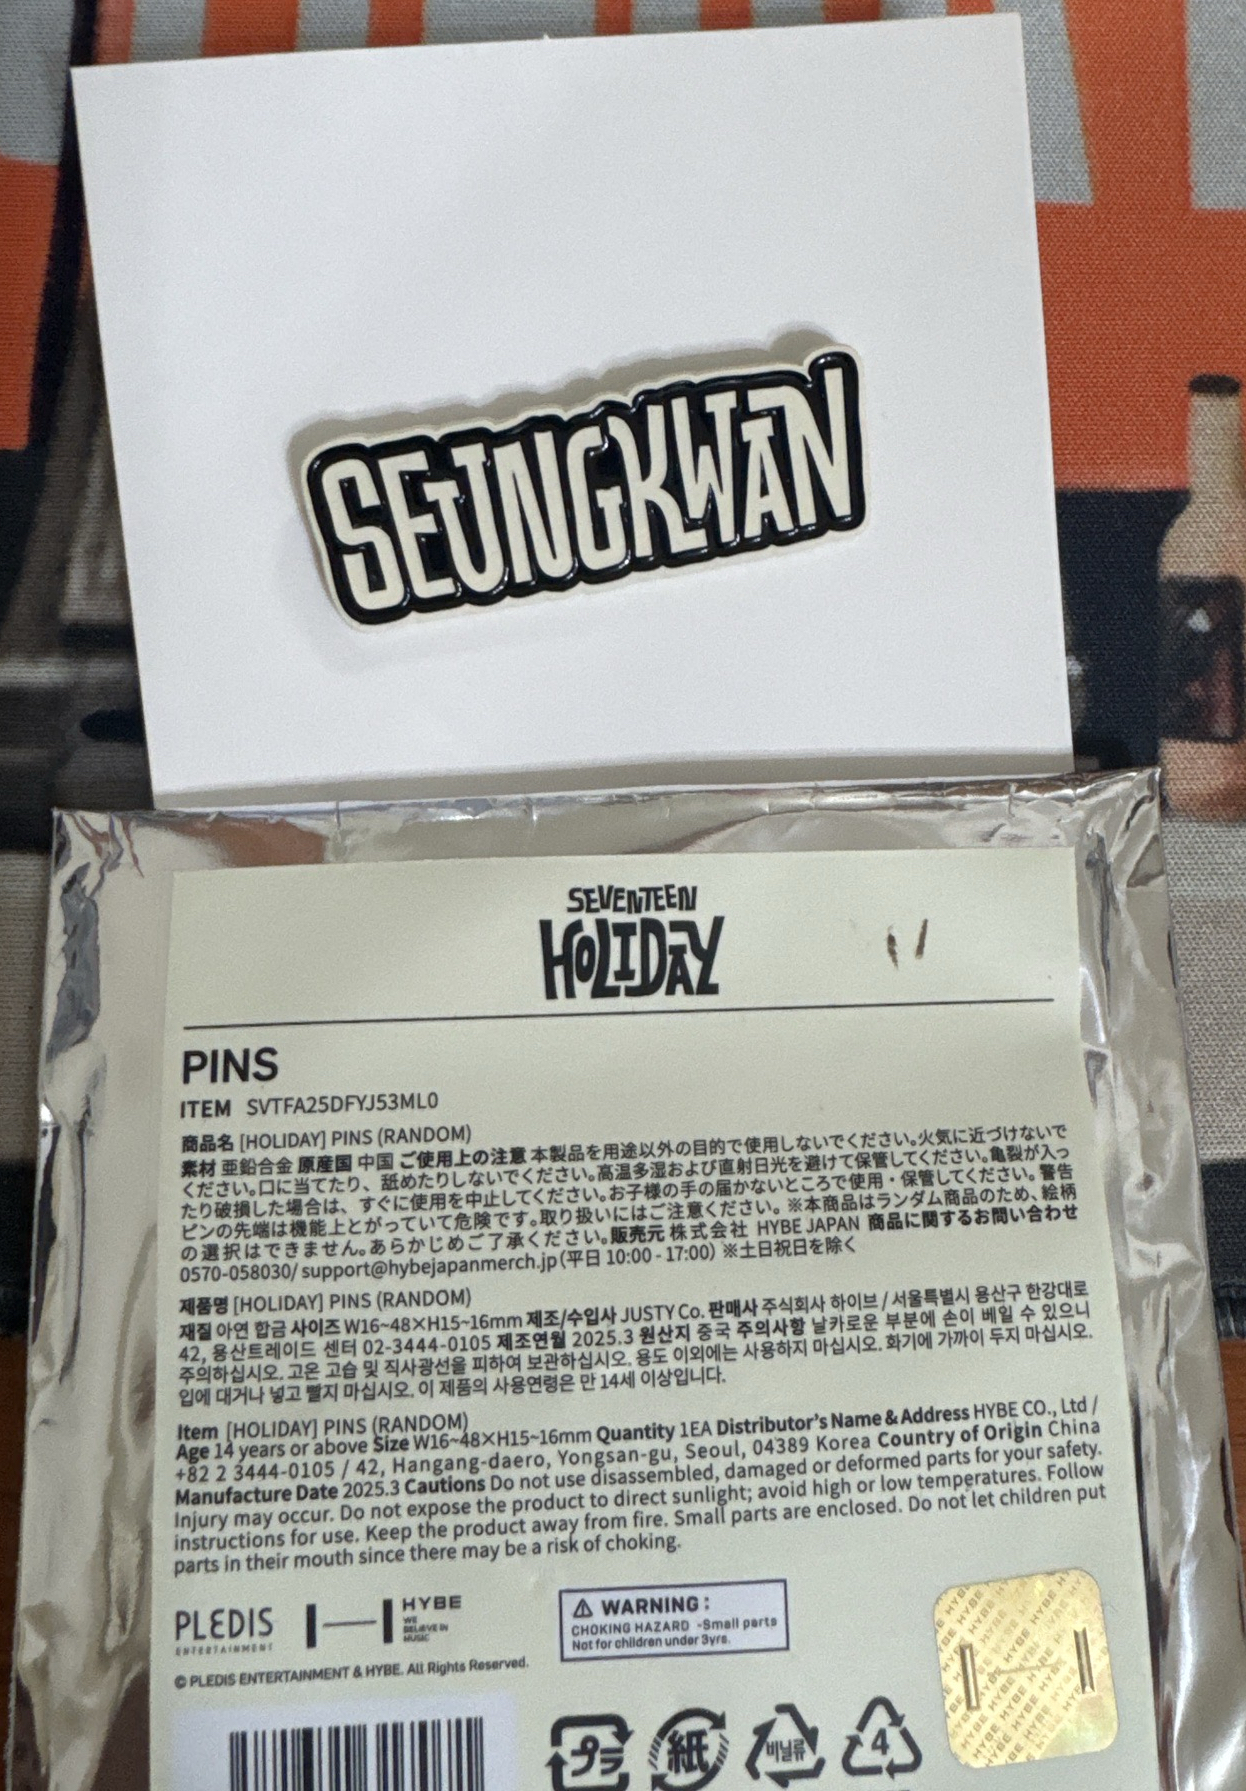 SEUNGKWAN
SEVENTEEN
HOLIDAY
PINS
ITEM SVTFA25DFYJ53ML0
商品名 [HOLIDAY] PINS (RANDOM)
素材 亜鉛合金 原産国 中国 ご使用上の注意 本製品を用途以外の目的で使用しないでください。火気に近づけないで
ください。口に当てたり、舐めたりしないでください。高温多湿および直射日光を避けて保管してください。亀裂が入っ
たり破損した場合は、すぐに使用を中止してください。お子様の手の届かないところで使用・保管してください。警告
ピンの先端は機能上とがっていて危険です。取り扱いにはご注意ください。※本商品はランダム商品のため、絵柄
の選択はできません。あらかじめご了承ください。販売元 株式会社 HYBE JAPAN 商品に関するお問い合わせ
0570-058030/ support@hybejapanmerch.jp(平日 10:00 - 17:00) ※土日祝日を除く
제품명 [HOLIDAY] PINS (RANDOM)
재질 아연 합금 사이즈 W16~48×H15~16mm 제조/수입사 JUSTY Co. 판매사 주식회사 하이브 / 서울특별시 용산구 한강대로
42, 용산트레이드 센터 02-3444-0105 제조연월 2025.3 원산지 중국 주의사항 날카로운 부분에 손이 베일 수 있으니
주의하십시오. 고온 고습 및 직사광선을 피하여 보관하십시오. 용도 이외에는 사용하지 마십시오. 화기에 가까이 두지 마십시오.
입에 대거나 넣고 빨지 마십시오. 이 제품의 사용연령은 만 14세 이상입니다.
Item [HOLIDAY] PINS (RANDOM)
Age 14 years or above Size W16~48×H15~16mm Quantity 1EA Distributor's Name & Address HYBE CO., Ltd /
+82 2 3444-0105 / 42, Hangang-daero, Yongsan-gu, Seoul, 04389 Korea Country of Origin China
Manufacture Date 2025.3 Cautions Do not use disassembled, damaged or deformed parts for your safety.
Injury may occur. Do not expose the product to direct sunlight; avoid high or low temperatures. Follow
instructions for use. Keep the product away from fire. Small parts are enclosed. Do not let children put
parts in their mouth since there may be a risk of choking.
PLEDIS
ENTERTAINMENT
HYBE
WE
BELIEVE IN
MUSIC
WARNING :
CHOKING HAZARD -Small parts
Not for children under 3yrs.
© PLEDIS ENTERTAINMENT & HYBE. All Rights Reserved.
HYBE HYBE HYBE
プラ
紙
비닐류
4